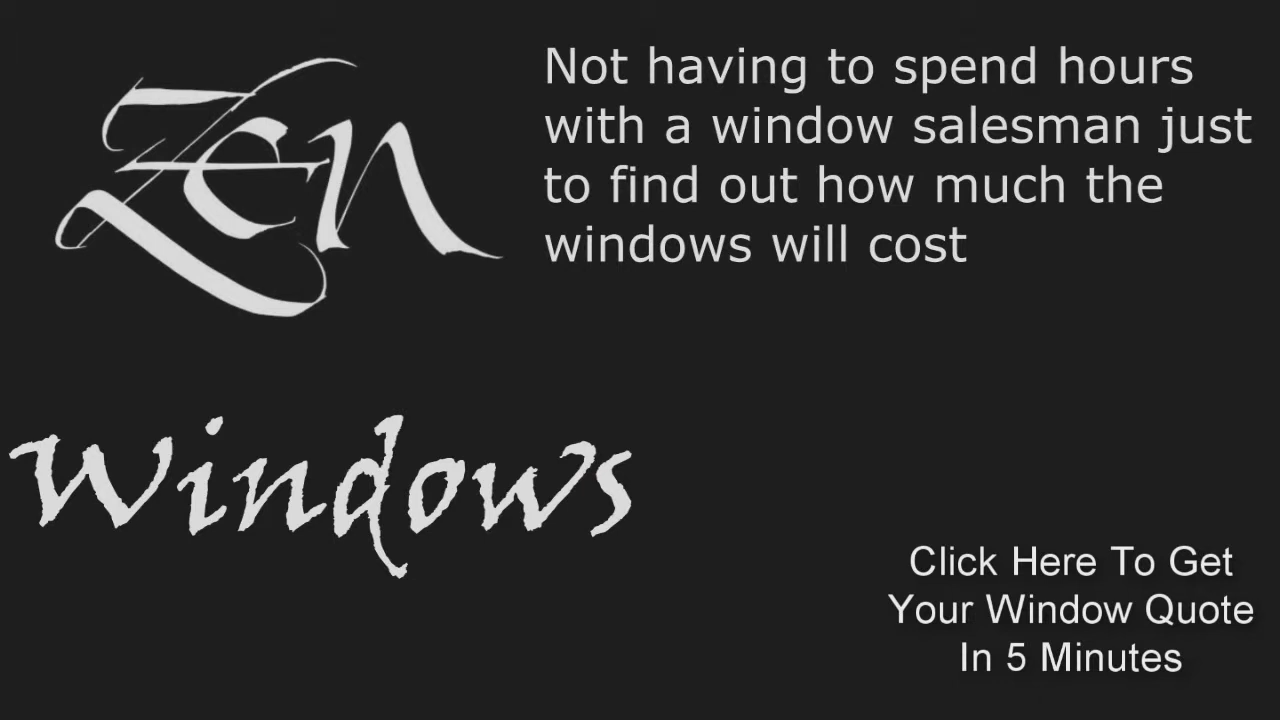 Zen
Not having to spend hours
with a window salesman just
to find out how much the
windows will cost
Windows
Click Here To Get
Your Window Quote
In 5 Minutes